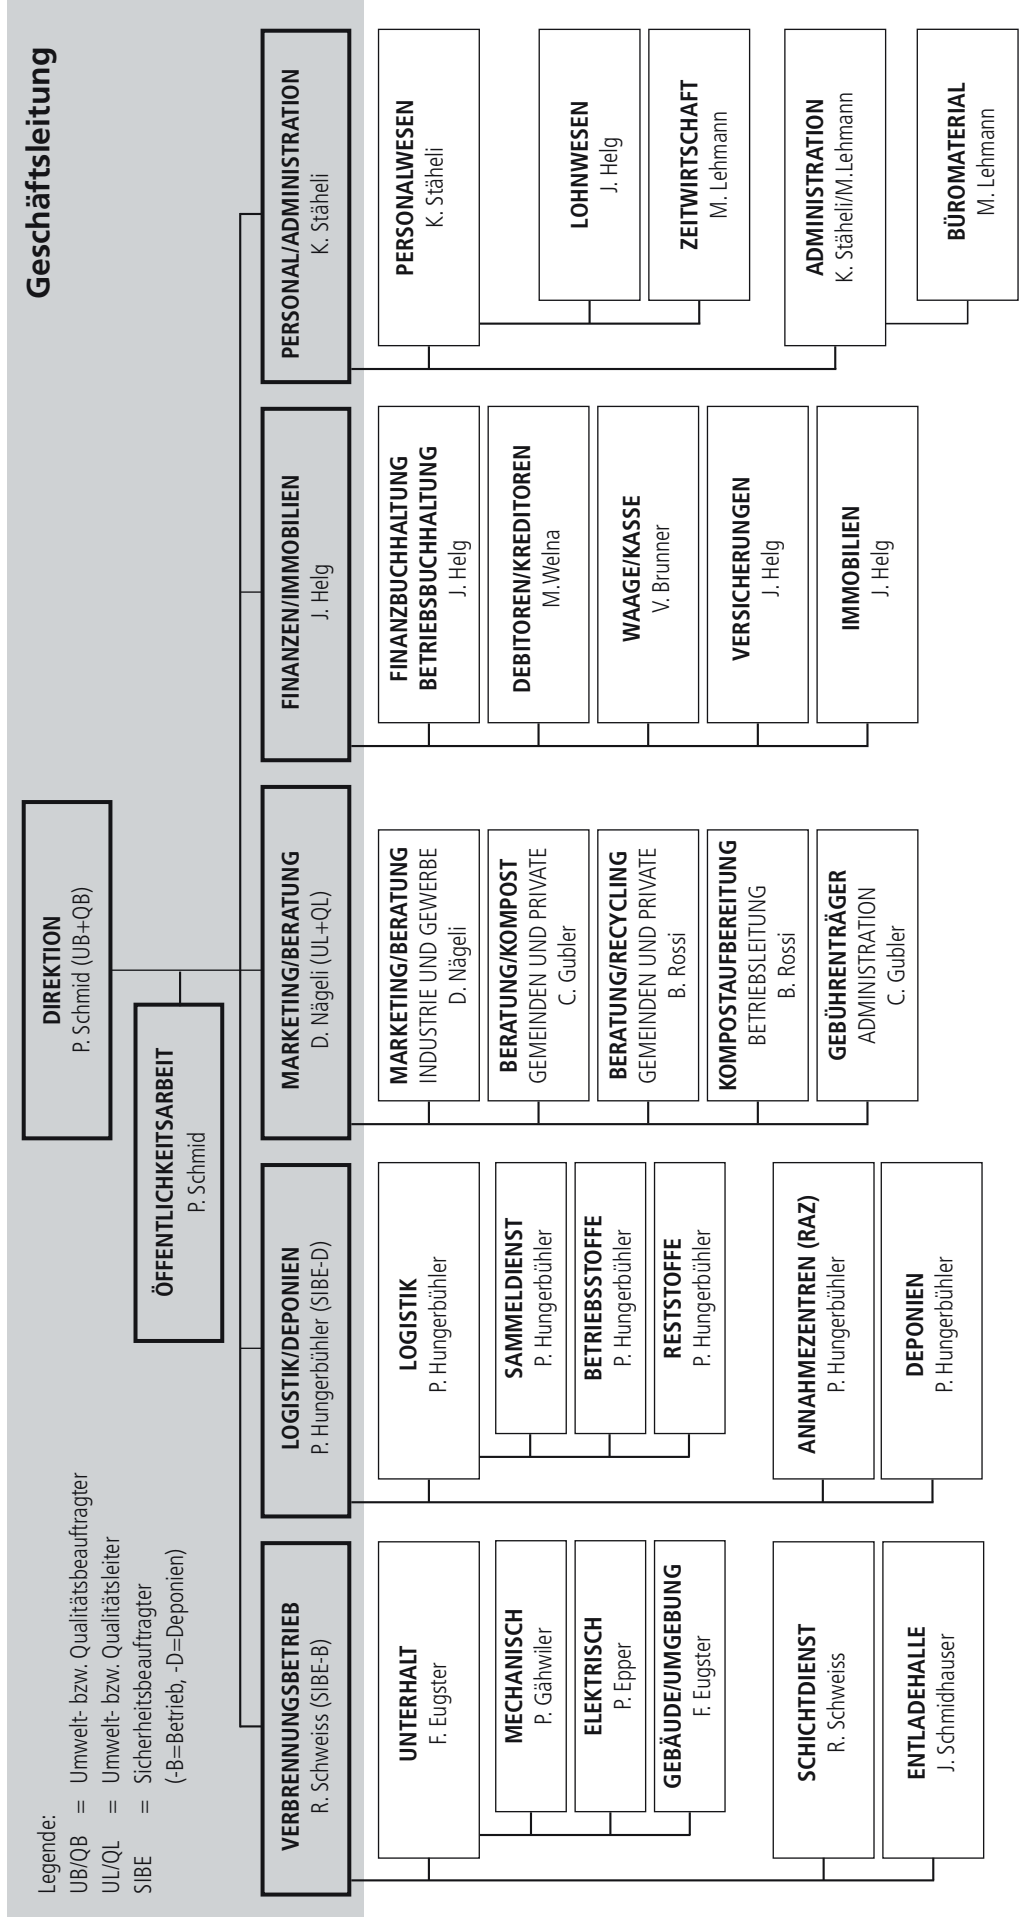 Geschäftsleitung
DIREKTION
P. Schmid (UB+QB)
ÖFFENTLICHKEITSARBEIT
P. Schmid
Legende:
UB/QB = Umwelt- bzw. Qualitätsbeauftragter
UL/QL = Umwelt- bzw. Qualitätsleiter
SIBE = Sicherheitsbeauftragter
(-B=Betrieb, -D=Deponien)
VERBRENNUNGSBETRIEB
R. Schweiss (SIBE-B)
UNTERHALT
F. Eugster
MECHANISCH
P. Gähwiler
ELEKTRISCH
P. Epper
GEBÄUDE/UMGEBUNG
F. Eugster
SCHICHTDIENST
R. Schweiss
ENTLADEHALLE
J. Schmidhauser
LOGISTIK/DEPONIEN
P. Hungerbühler (SIBE-D)
LOGISTIK
P. Hungerbühler
SAMMELDIENST
P. Hungerbühler
BETRIEBSSTOFFE
P. Hungerbühler
RESTSTOFFE
P. Hungerbühler
ANNAHMEZENTREN (RAZ)
P. Hungerbühler
DEPONIEN
P. Hungerbühler
MARKETING/BERATUNG
D. Nägeli (UL+QL)
MARKETING/BERATUNG
INDUSTRIE UND GEWERBE
D. Nägeli
BERATUNG/KOMPOST
GEMEINDEN UND PRIVATE
C. Gubler
BERATUNG/RECYCLING
GEMEINDEN UND PRIVATE
B. Rossi
KOMPOSTAUFBEREITUNG
BETRIEBSLEITUNG
B. Rossi
GEBÜHRENTRÄGER
ADMINISTRATION
C. Gubler
FINANZEN/IMMOBILIEN
J. Helg
FINANZBUCHHALTUNG
BETRIEBSBUCHHALTUNG
J. Helg
DEBITOREN/KREDITOREN
M.Welna
WAAGE/KASSE
V. Brunner
VERSICHERUNGEN
J. Helg
IMMOBILIEN
J. Helg
PERSONAL/ADMINISTRATION
K. Stäheli
PERSONALWESEN
K. Stäheli
LOHNWESEN
J. Helg
ZEITWIRTSCHAFT
M. Lehmann
ADMINISTRATION
K. Stäheli/M.Lehmann
BÜROMATERIAL
M. Lehmann